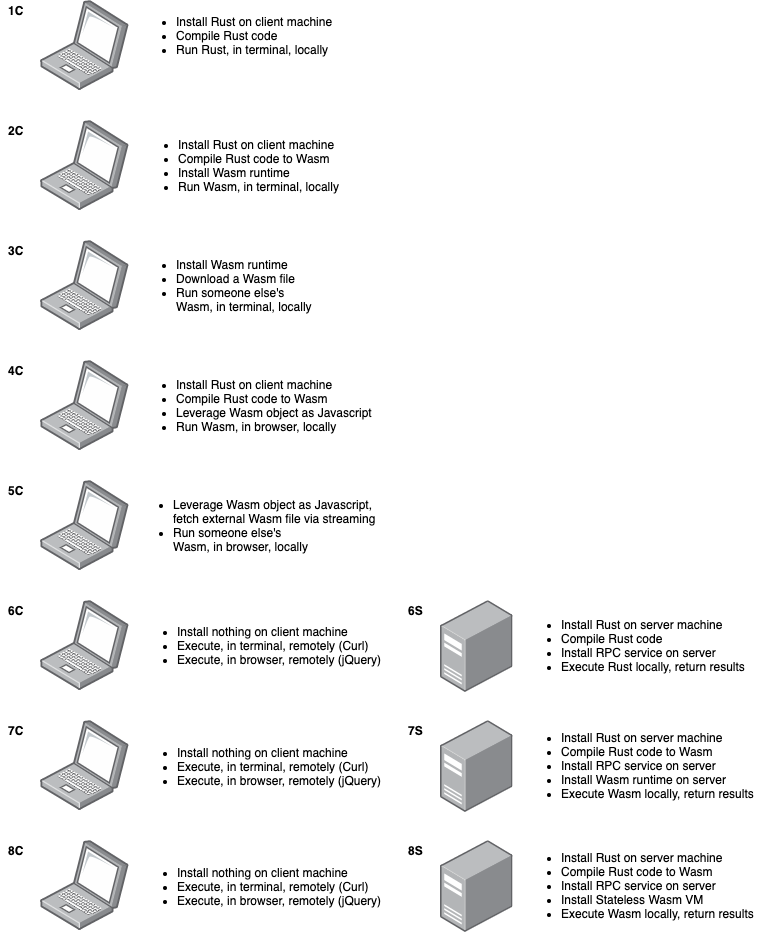 1C
• Install Rust on client machine
• Compile Rust code
• Run Rust, in terminal, locally
2C
• Install Rust on client machine
• Compile Rust code to Wasm
• Install Wasm runtime
• Run Wasm, in terminal, locally
3C
• Install Wasm runtime
• Download a Wasm file
• Run someone else's
Wasm, in terminal, locally
4C
• Install Rust on client machine
• Compile Rust code to Wasm
• Leverage Wasm object as Javascript
• Run Wasm, in browser, locally
5C
• Leverage Wasm object as Javascript,
fetch external Wasm file via streaming
• Run someone else's
Wasm, in browser, locally
6C
• Install nothing on client machine
• Execute, in terminal, remotely (Curl)
• Execute, in browser, remotely (jQuery)
6S
• Install Rust on server machine
• Compile Rust code
• Install RPC service on server
• Execute Rust locally, return results
7C
• Install nothing on client machine
• Execute, in terminal, remotely (Curl)
• Execute, in browser, remotely (jQuery)
7S
• Install Rust on server machine
• Compile Rust code to Wasm
• Install RPC service on server
• Install Wasm runtime on server
• Execute Wasm locally, return results
8C
• Install nothing on client machine
• Execute, in terminal, remotely (Curl)
• Execute, in browser, remotely (jQuery)
8S
• Install Rust on server machine
• Compile Rust code to Wasm
• Install RPC service on server
• Install Stateless Wasm VM
• Execute Wasm locally, return results